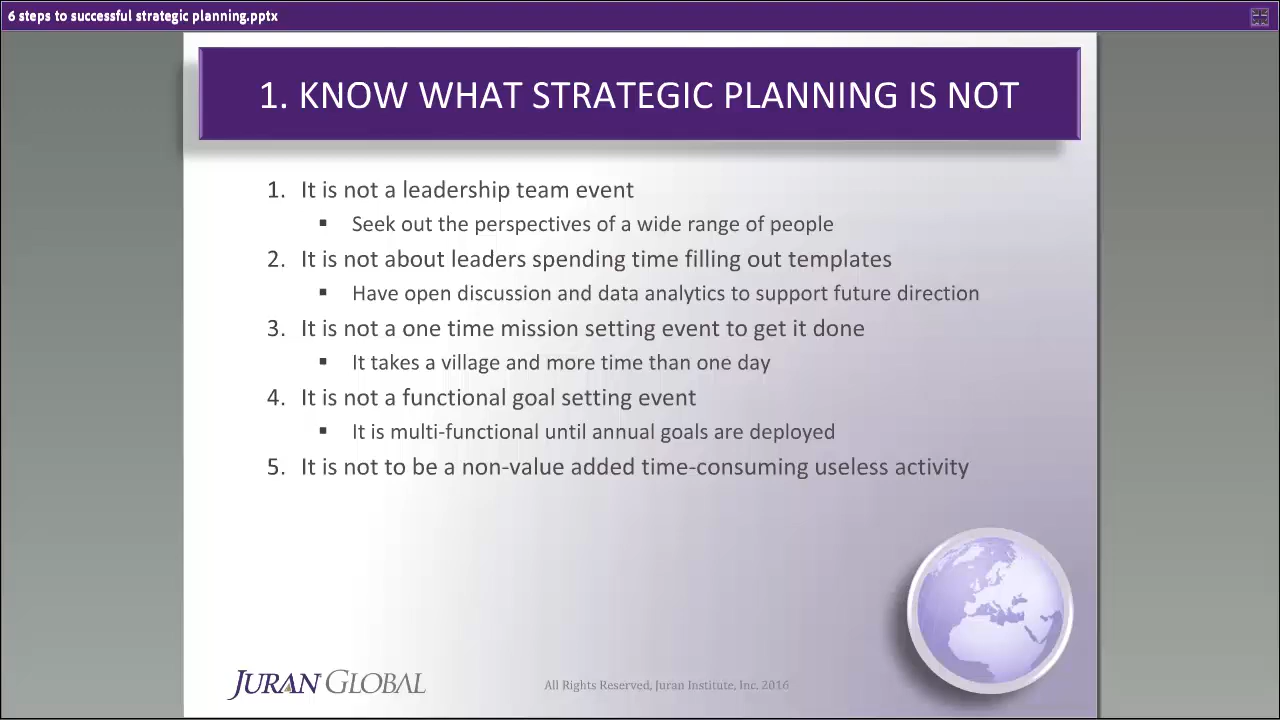 6 steps to successful strategic planning.pptx
1. KNOW WHAT STRATEGIC PLANNING IS NOT
1. It is not a leadership team event
▪ Seek out the perspectives of a wide range of people
2. It is not about leaders spending time filling out templates
▪ Have open discussion and data analytics to support future direction
3. It is not a one time mission setting event to get it done
▪ It takes a village and more time than one day
4. It is not a functional goal setting event
▪ It is multi-functional until annual goals are deployed
5. It is not to be a non-value added time-consuming useless activity
JURAN GLOBAL
All Rights Reserved, Juran Institute, Inc. 2016